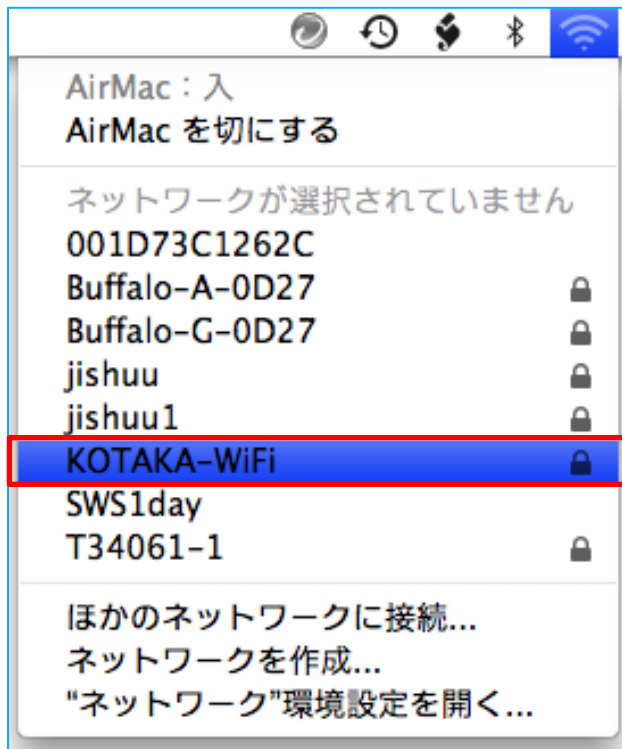 AirMac：入
AirMac を切にする
ネットワークが選択されていません
001D73C1262C
Buffalo-A-0D27
Buffalo-G-0D27
jishuu
jishuu1
KOTAKA-WiFi
SWS1day
T34061-1
ほかのネットワークに接続...
ネットワークを作成...
“ネットワーク”環境設定を開く...